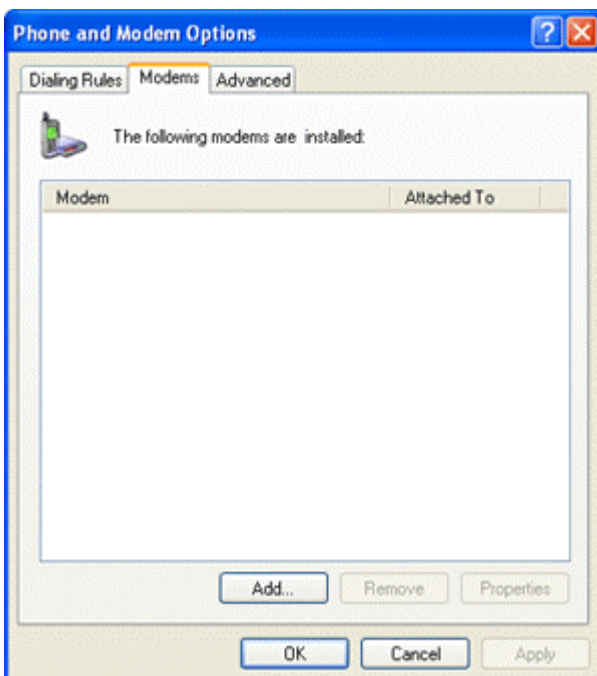 Phone and Modem Options
Dialing Rules Modems Advanced
The following modems are installed:
Modem Attached To
Add... Remove Properties
OK Cancel Apply